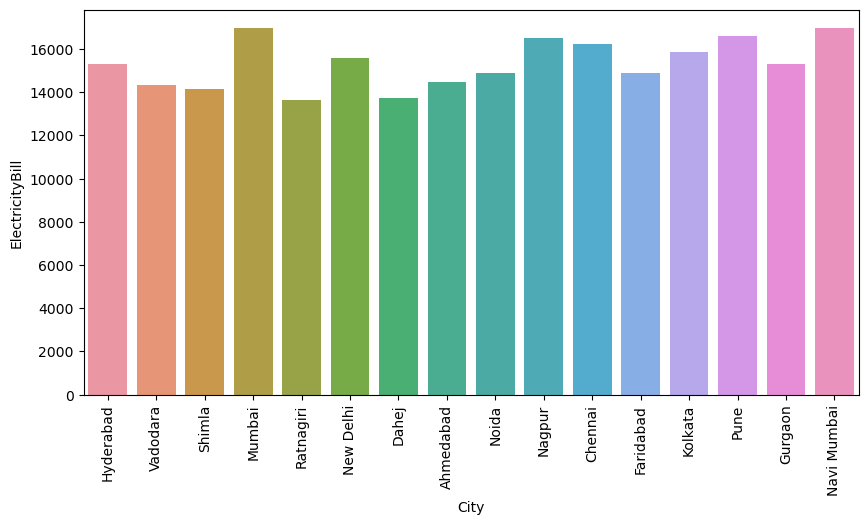 16000
14000
12000
10000
8000
6000
4000
2000
0
ElectricityBill
Hyderabad
Vadodara
Shimla
Mumbai
Ratnagiri
New Delhi
Dahej
Ahmedabad
Noida
Nagpur
Chennai
Faridabad
Kolkata
Pune
Gurgaon
Navi Mumbai
City